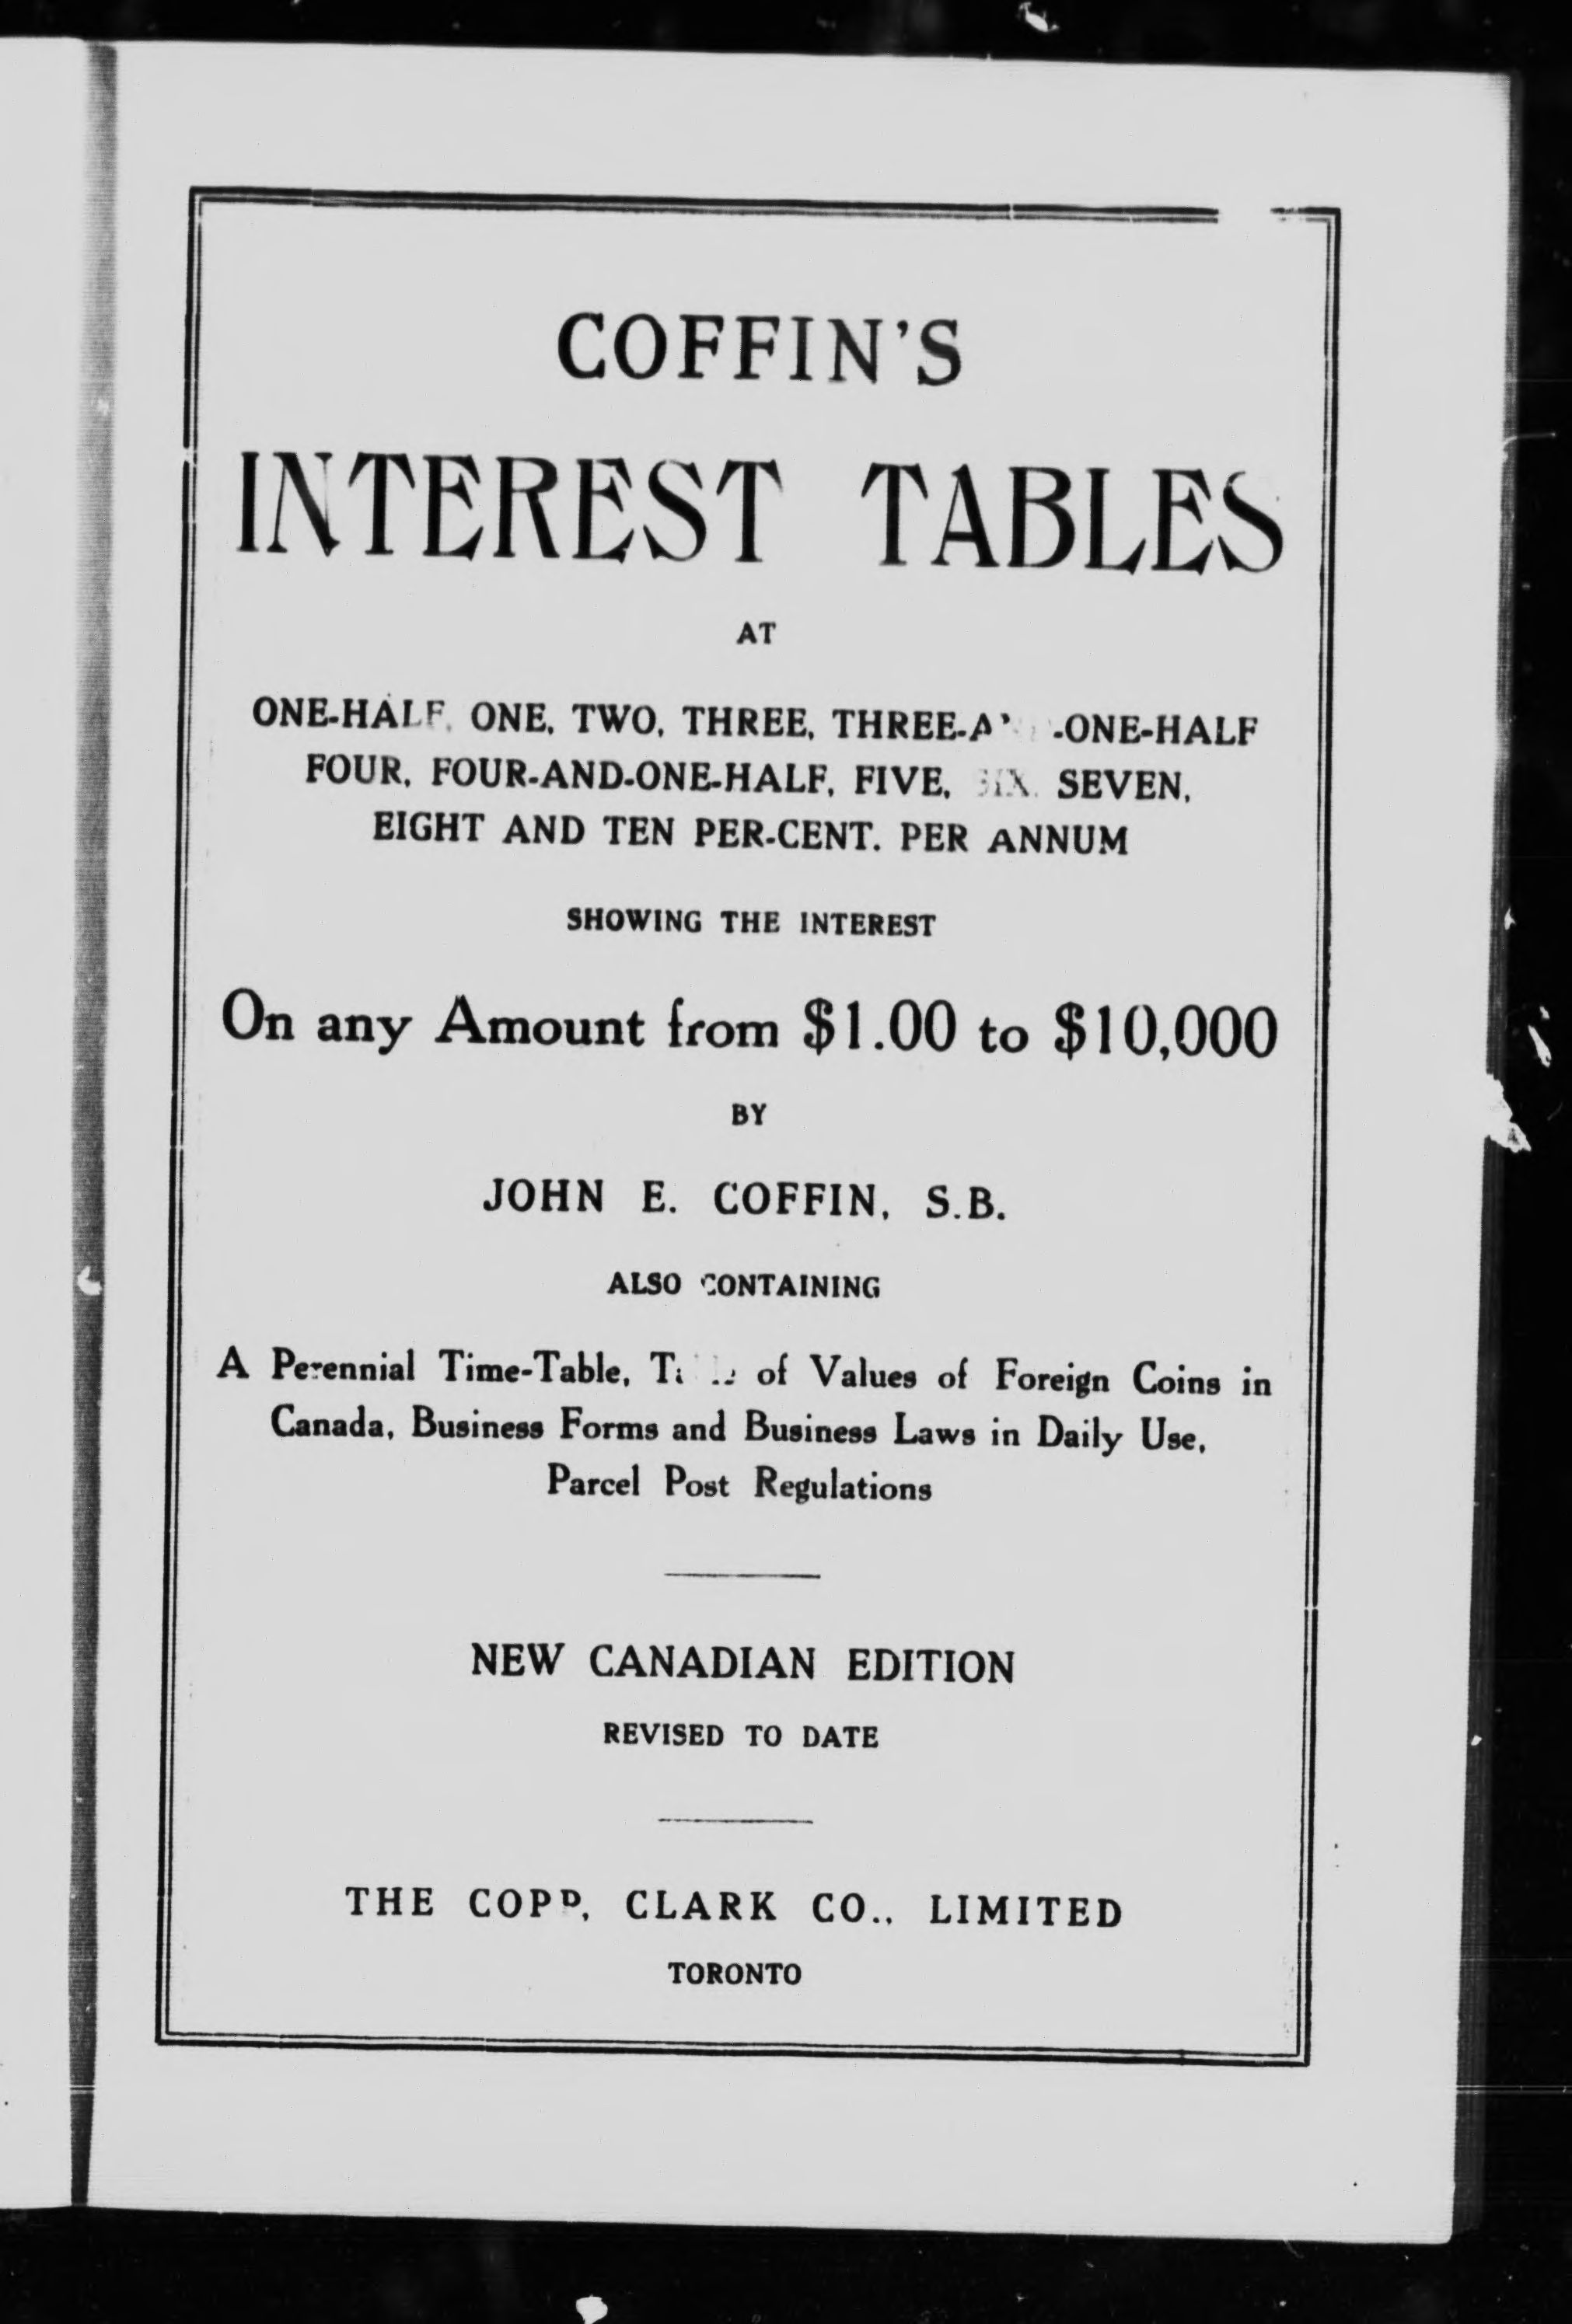 COFFIN'S
INTEREST TABLES
AT
ONE-HALF, ONE, TWO, THREE, THREE-AND-ONE-HALF
FOUR, FOUR-AND-ONE-HALF, FIVE, SIX, SEVEN,
EIGHT AND TEN PER-CENT. PER ANNUM
SHOWING THE INTEREST
On any Amount from $1.00 to $10,000
BY
JOHN E. COFFIN, S.B.
ALSO CONTAINING
A Perennial Time-Table, Table of Values of Foreign Coins in
Canada, Business Forms and Business Laws in Daily Use,
Parcel Post Regulations
NEW CANADIAN EDITION
REVISED TO DATE
THE COPP, CLARK CO., LIMITED
TORONTO